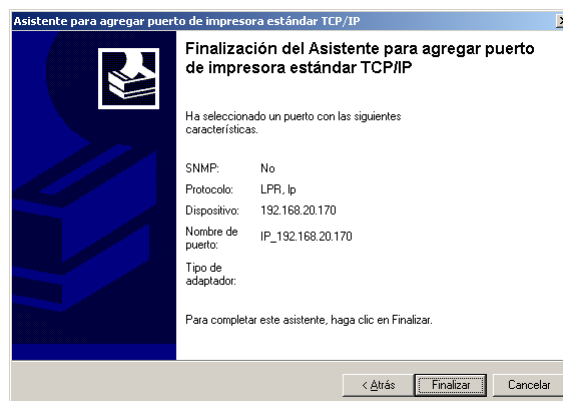 Asistente para agregar puerto de impresora estándar TCP/IP
Finalización del Asistente para agregar puerto
de impresora estándar TCP/IP
Ha seleccionado un puerto con las siguientes
características.
SNMP: No
Protocolo: LPR, lp
Dispositivo: 192.168.20.170
Nombre de
puerto: IP_192.168.20.170
Tipo de
adaptador:
Para completar este asistente, haga clic en Finalizar.
< Atrás Finalizar Cancelar